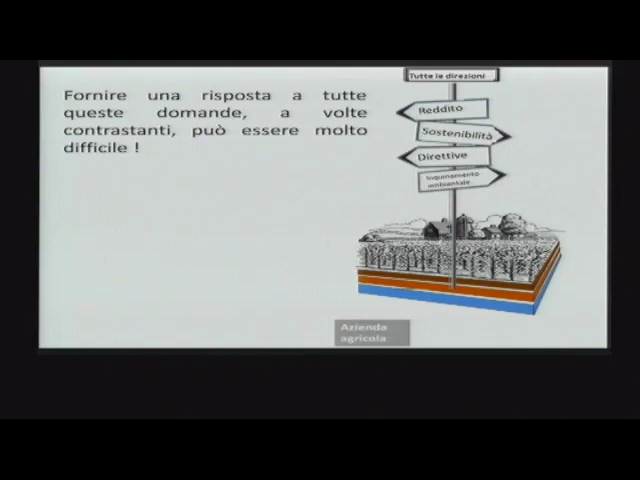 Fornire una risposta a tutte
queste domande, a volte
contrastanti, può essere molto
difficile !
Tutte le direzioni
Reddito
Sostenibilità
Direttive
Inquinamento
ambientale
Azienda
agricola